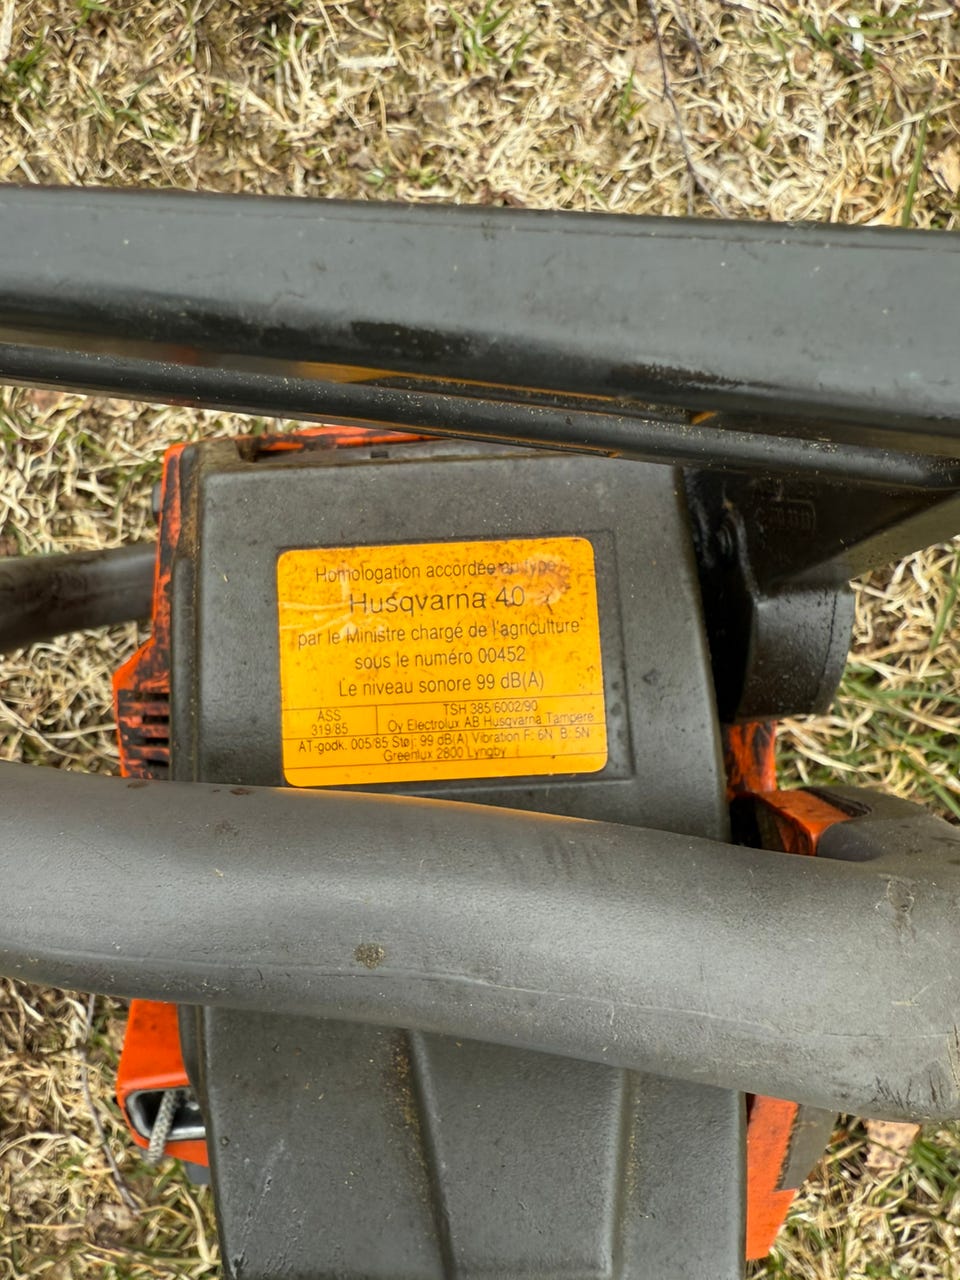 Homologation accordée au type
Husqvarna 40
par le Ministre chargé de l'agriculture
sous le numéro 00452
Le niveau sonore 99 dB(A)
ASS
319/85
TSH 385/6002/90
Oy Electrolux AB Husqvarna Tampere
AT-godk. 005/85 Støj: 99 dB(A) Vibration F: 6N B: 5N
Greenlux 2800 Lyngby